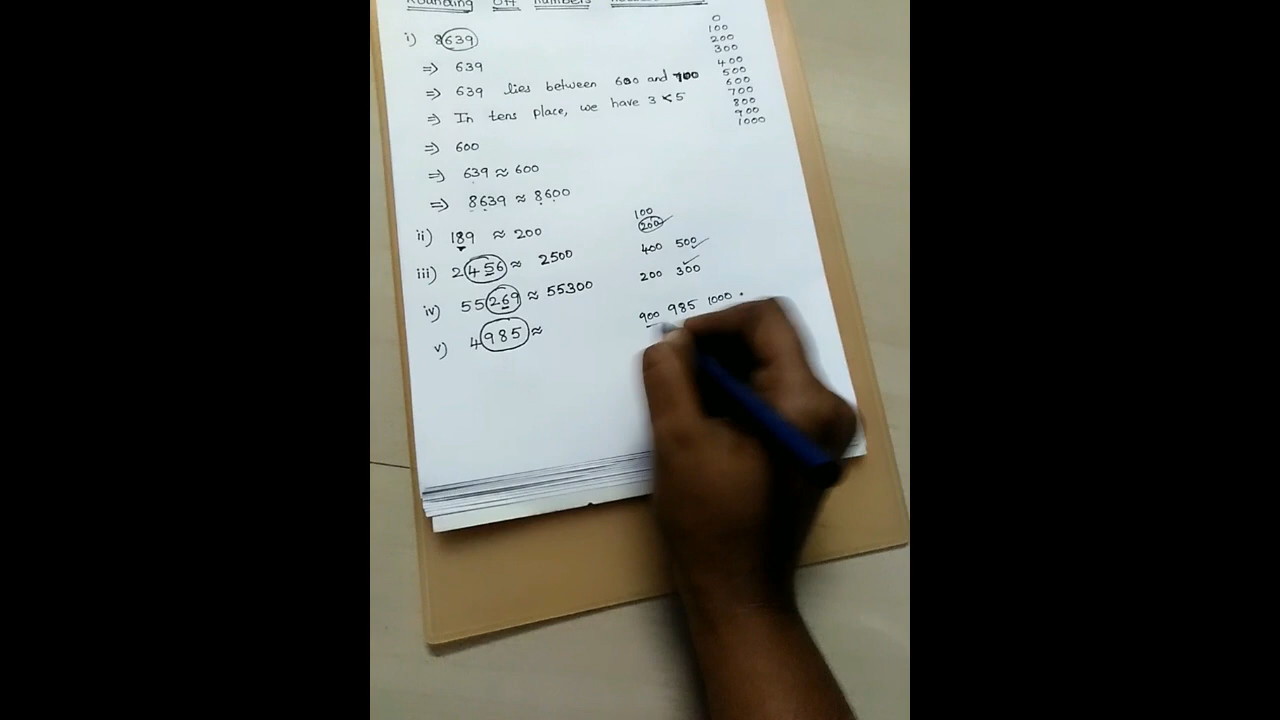 Rounding Off numbers
i) 8639
⇒ 639
⇒ 639 lies between 600 and 700
⇒ In tens place, we have 3 < 5
⇒ 600
⇒ 639 ≈ 600
⇒ 8639 ≈ 8600
0
100
200
300
400
500
600
700
800
900
1000
ii) 189 ≈ 200
100
200
iii) 2456 ≈ 2500
400 500
iv) 55269 ≈ 55300
200 300
v) 4985 ≈
900 985 1000